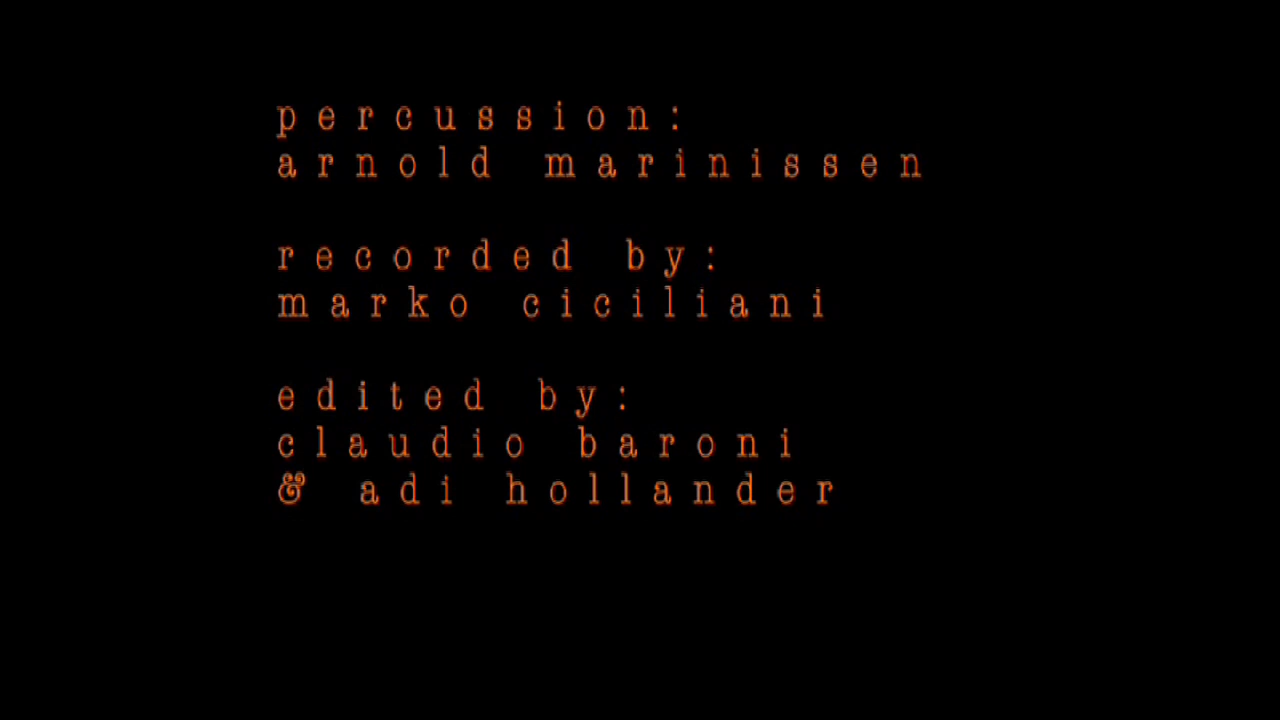 percussion:
arnold marinissen
recorded by:
marko ciciliani
edited by:
claudio baroni
& adi hollander